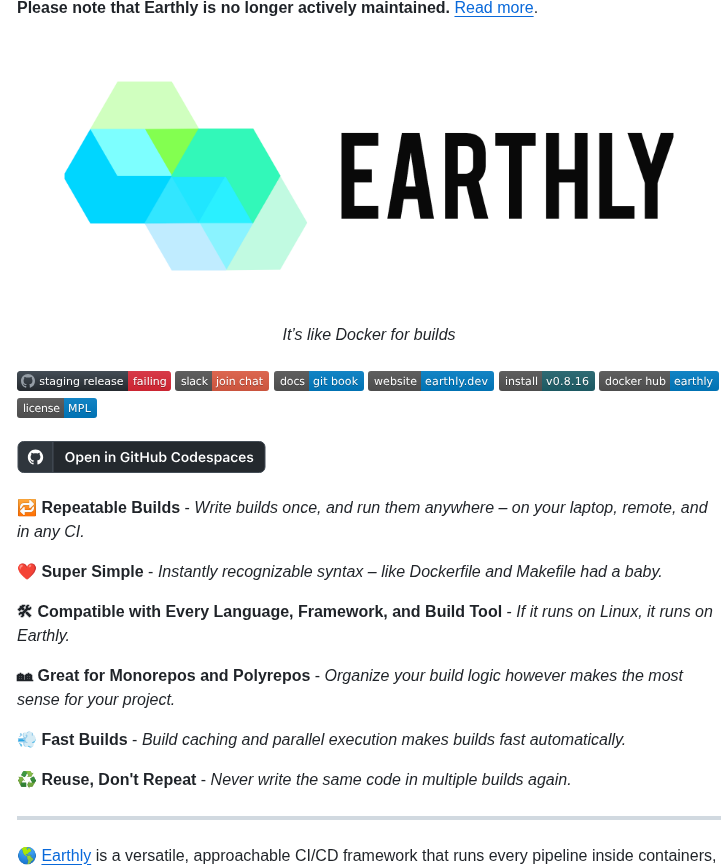 Please note that Earthly is no longer actively maintained. Read more.
EARTHLY
It's like Docker for builds
staging release failing slack join chat docs git book website earthly.dev install v0.8.16 docker hub earthly
license MPL
Open in GitHub Codespaces
🔁 Repeatable Builds - Write builds once, and run them anywhere – on your laptop, remote, and
in any CI.
❤️ Super Simple - Instantly recognizable syntax – like Dockerfile and Makefile had a baby.
🛠 Compatible with Every Language, Framework, and Build Tool - If it runs on Linux, it runs on
Earthly.
🏘 Great for Monorepos and Polyrepos - Organize your build logic however makes the most
sense for your project.
💨 Fast Builds - Build caching and parallel execution makes builds fast automatically.
♻️ Reuse, Don't Repeat - Never write the same code in multiple builds again.
🌎 Earthly is a versatile, approachable CI/CD framework that runs every pipeline inside containers,